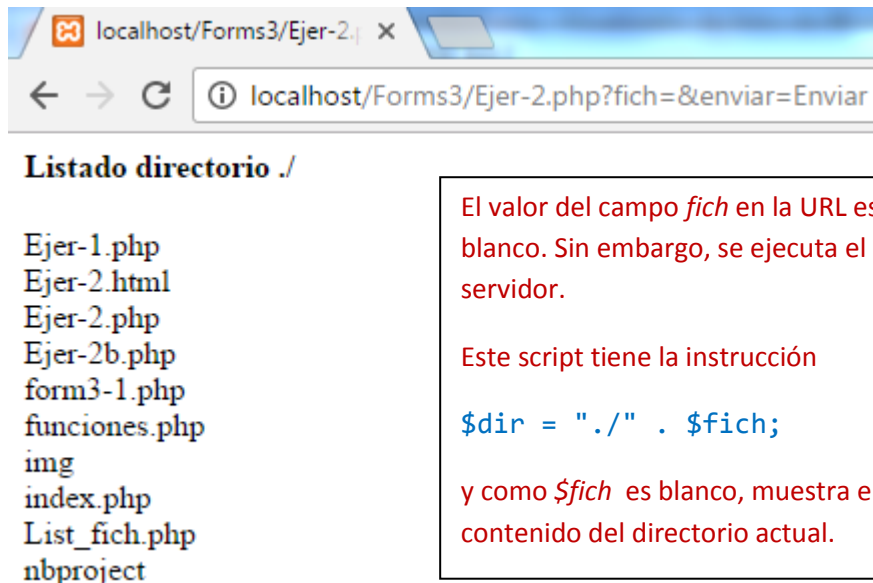 localhost/Forms3/Ejer-2.p
localhost/Forms3/Ejer-2.php?fich=&enviar=Enviar
Listado directorio ./
Ejer-1.php
Ejer-2.html
Ejer-2.php
Ejer-2b.php
form3-1.php
funciones.php
img
index.php
List_fich.php
nbproject
El valor del campo fich en la URL es
blanco. Sin embargo, se ejecuta el
servidor.
Este script tiene la instrucción
$dir = "./" . $fich;
y como $fich es blanco, muestra e
contenido del directorio actual.